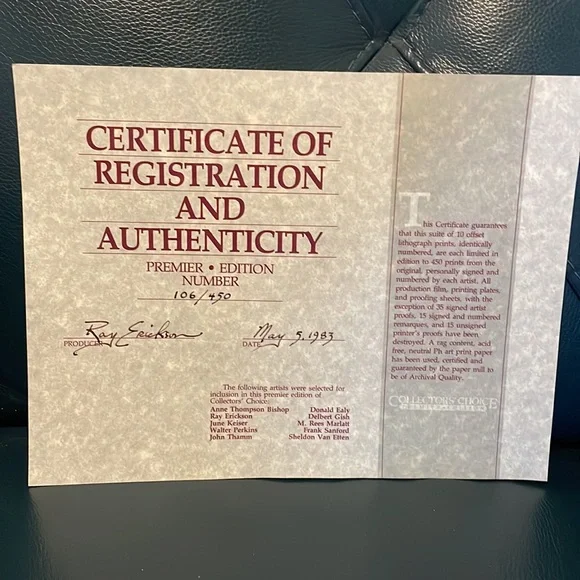 CERTIFICATE OF
REGISTRATION
AND
AUTHENTICITY
PREMIER • EDITION
NUMBER
106/450
Ray Erickson
PRODUCER
May 5, 1983
DATE
The following artists were selected for
inclusion in this premier edition of
Collectors' Choice:
Anne Thompson Bishop
Ray Erickson
June Keiser
Walter Perkins
John Thamm
Donald Ealy
Delbert Gish
M. Rees Marlatt
Frank Sanford
Sheldon Van Etten
This Certificate guarantees
that this suite of 10 offset
lithograph prints, identically
numbered, are each limited in
edition to 450 prints from the
original, personally signed and
numbered by each artist. All
production film, printing plates,
and proofing sheets, with the
exception of 35 signed artist
proofs, 15 signed and numbered
remarques, and 13 unsigned
printer's proofs have been
destroyed. A rag content, acid
free, neutral Ph art print paper
has been used, certified and
guaranteed by the paper mill to
be of Archival Quality.
COLLECTORS' CHOICE